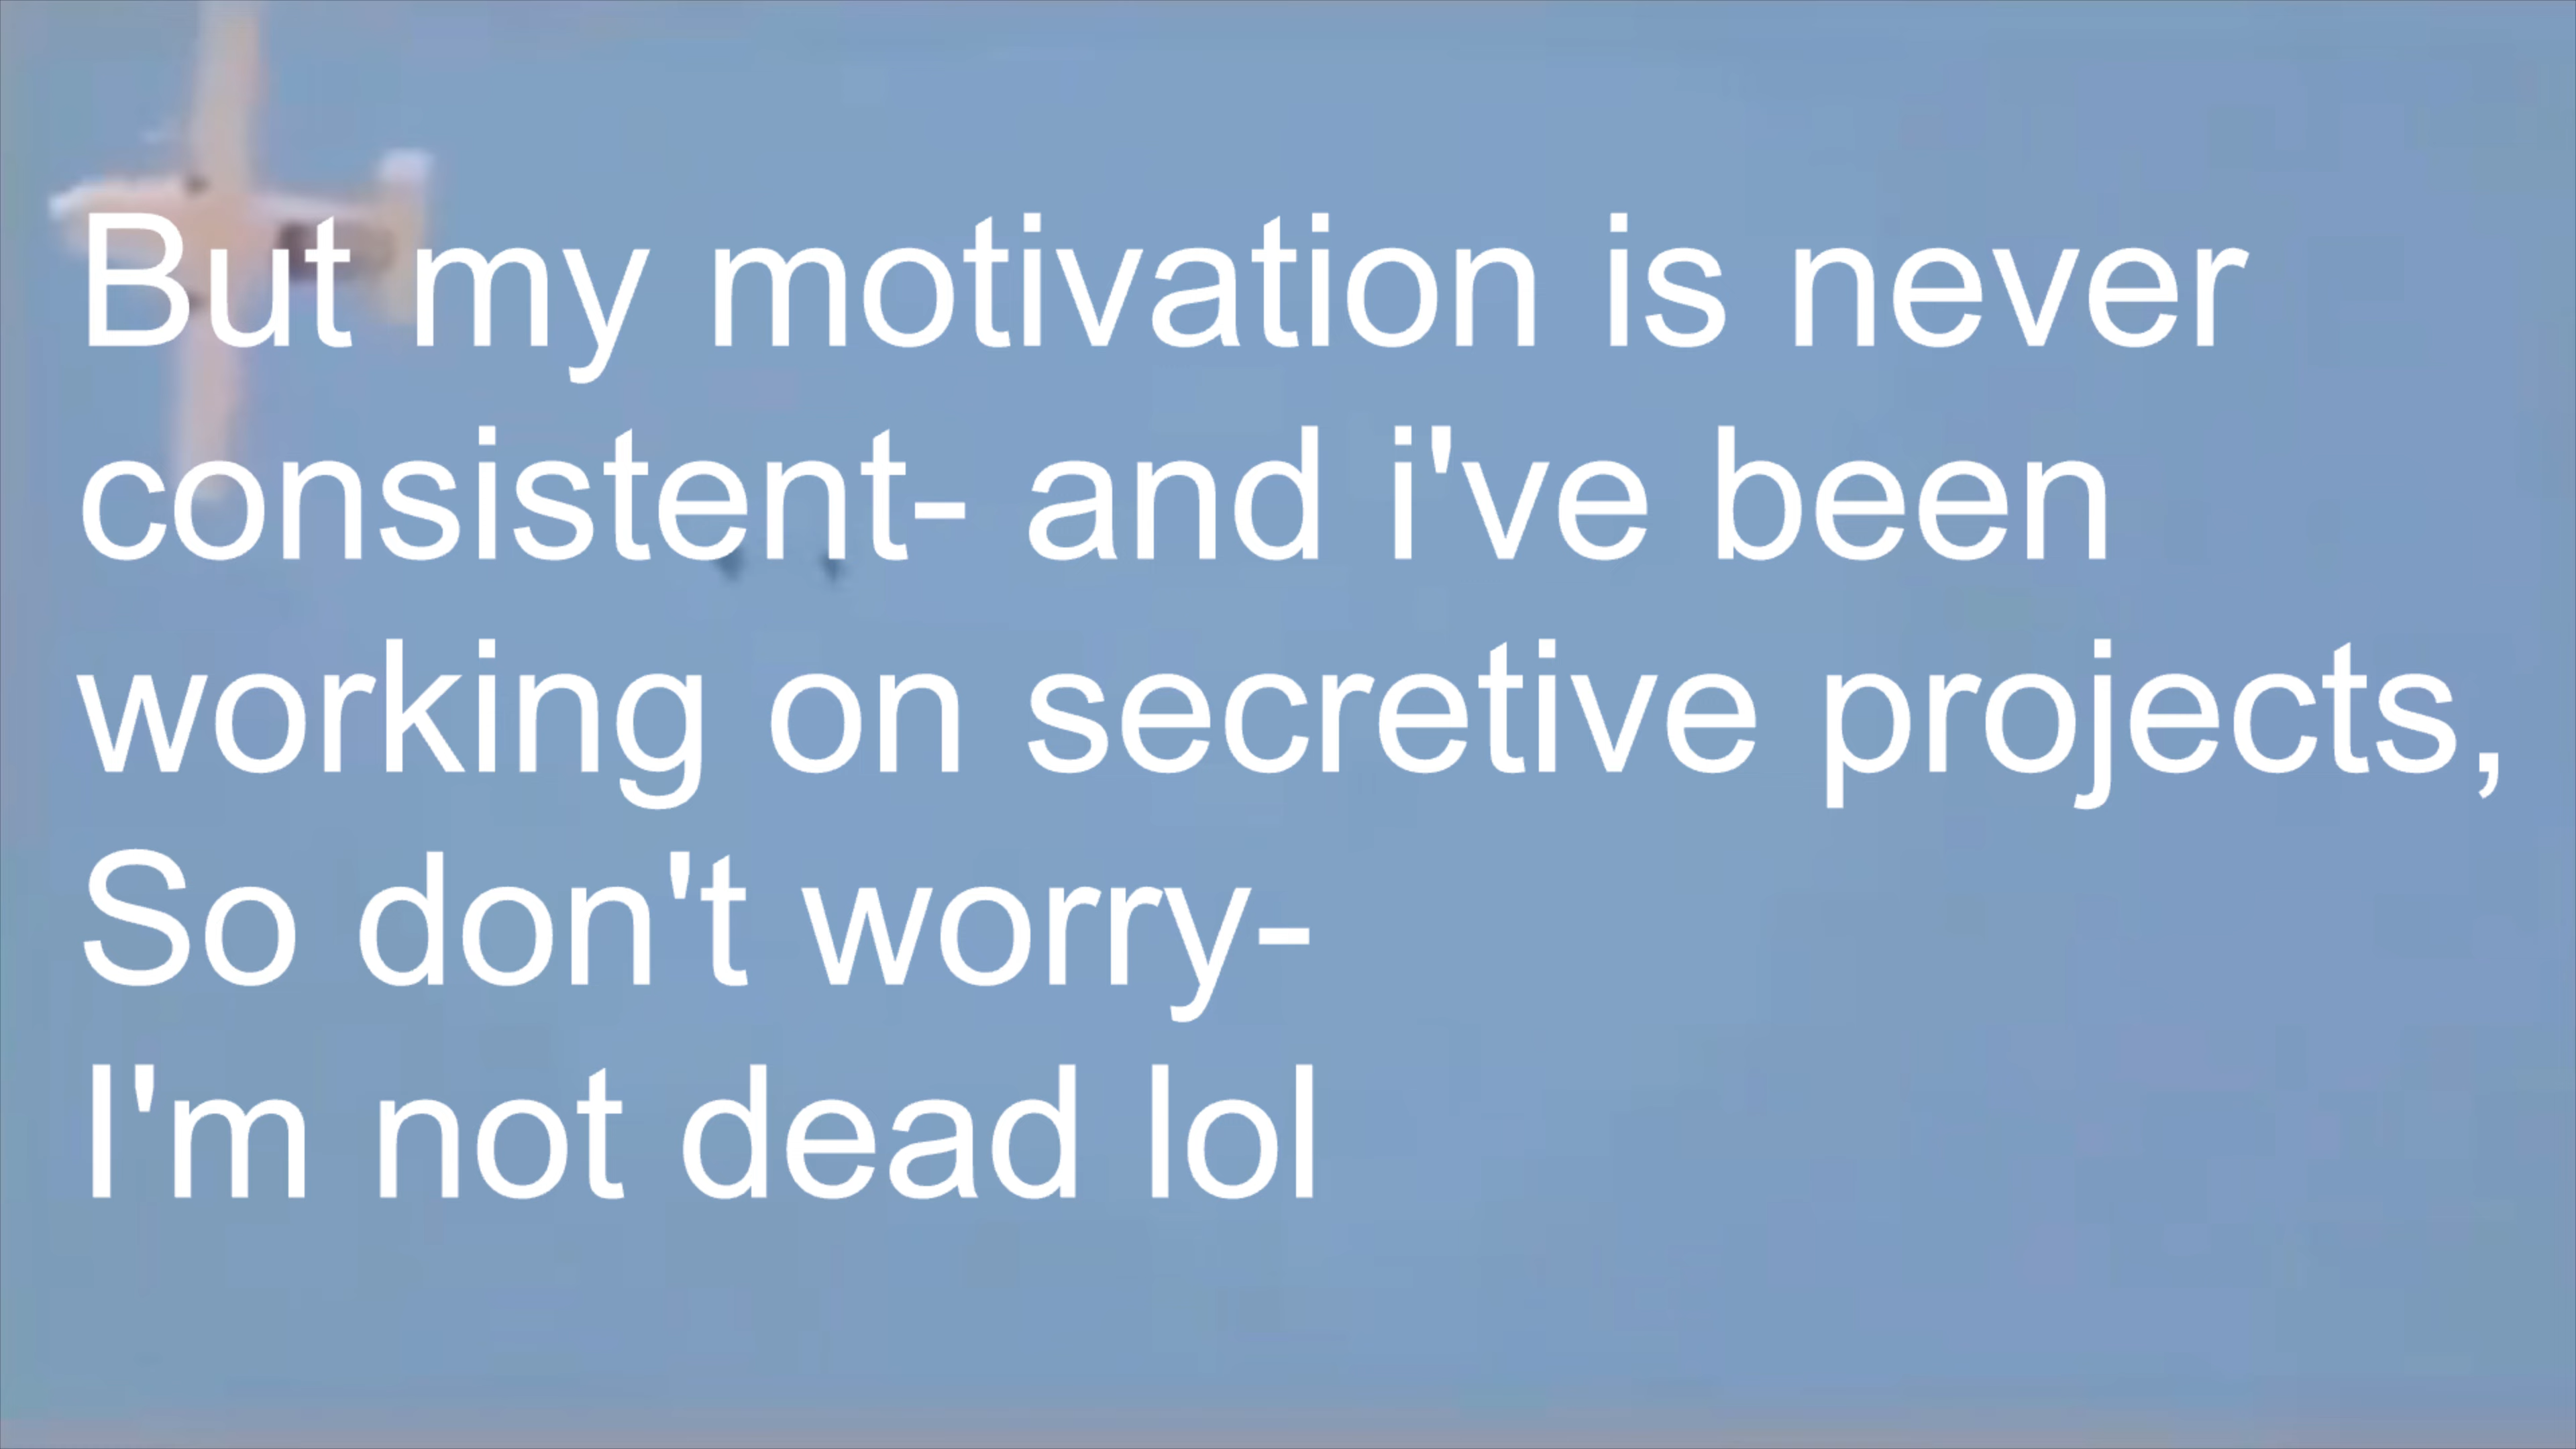 But my motivation is never
consistent- and i've been
working on secretive projects,
So don't worry-
I'm not dead lol